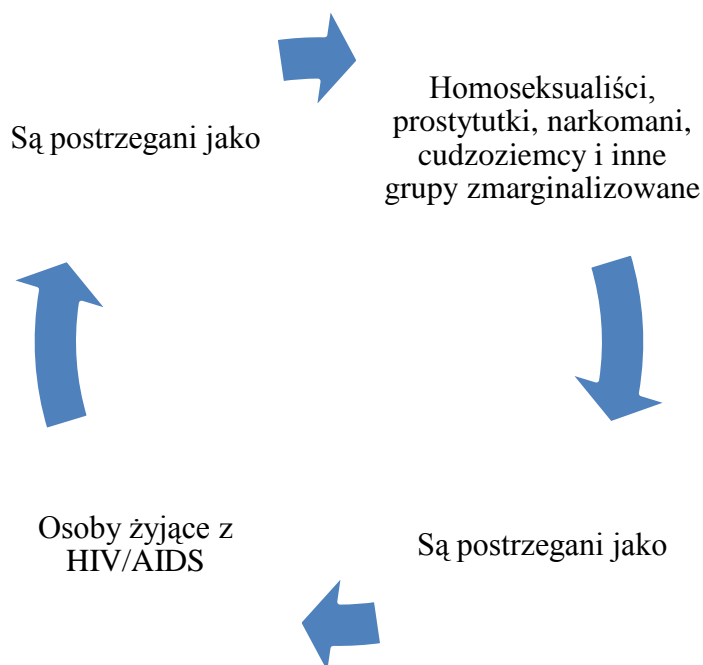 Są postrzegani jako
Homoseksualiści,
prostytutki, narkomani,
cudzoziemcy i inne
grupy zmarginalizowane
Są postrzegani jako
Osoby żyjące z
HIV/AIDS